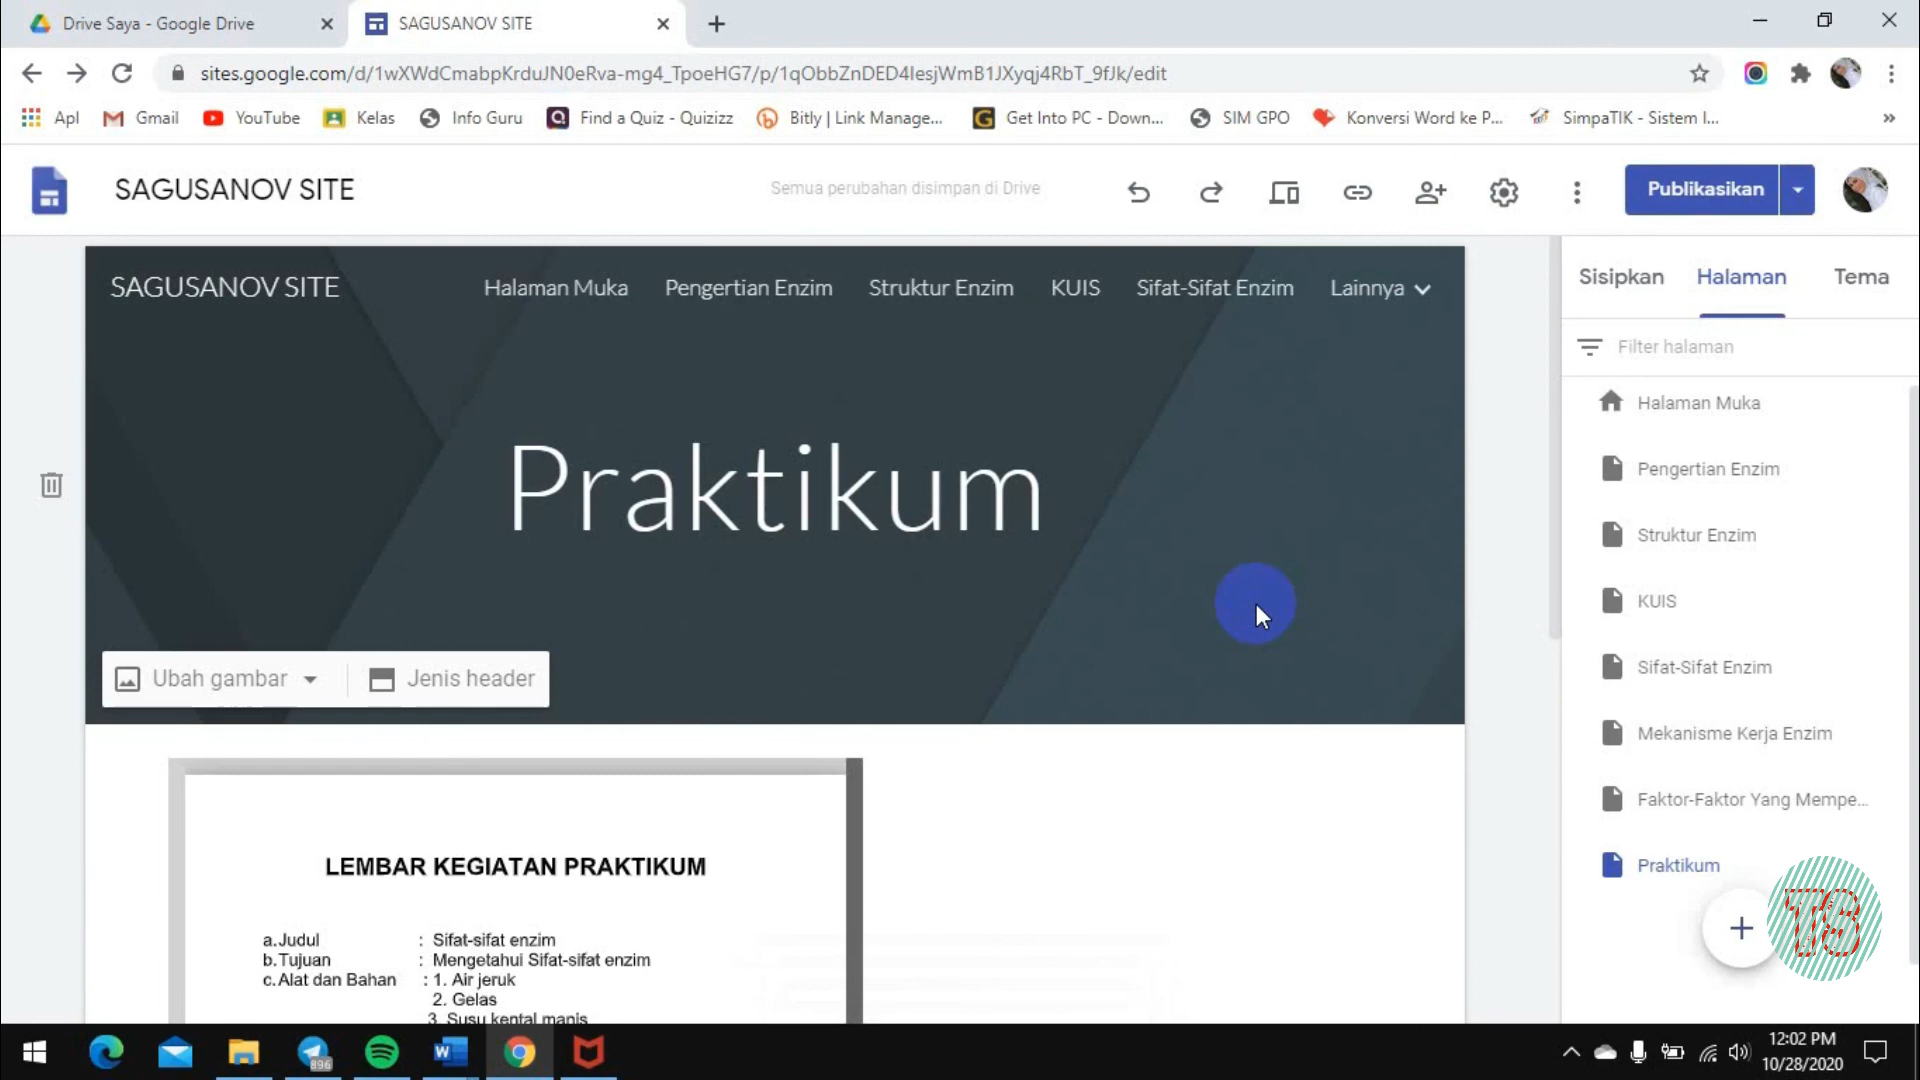 Drive Saya - Google Drive
SAGUSANOV SITE
sites.google.com/d/1wXWdCmabpKrduJN0eRva-mg4_TpoeHG7/p/1qObbZnDED4IesjWmB1JXyqj4RbT_9fJk/edit
Apl
Gmail
YouTube
Kelas
Info Guru
Find a Quiz - Quizizz
Bitly | Link Manage...
Get Into PC - Down...
SIM GPO
Konversi Word ke P...
SimpaTIK - Sistem I...
SAGUSANOV SITE
Semua perubahan disimpan di Drive
Publikasikan
SAGUSANOV SITE
Halaman Muka
Pengertian Enzim
Struktur Enzim
KUIS
Sifat-Sifat Enzim
Lainnya
Praktikum
Ubah gambar
Jenis header
LEMBAR KEGIATAN PRAKTIKUM
a. Judul : Sifat-sifat enzim
b. Tujuan : Mengetahui Sifat-sifat enzim
c. Alat dan Bahan : 1. Air jeruk
2. Gelas
3. Susu kental manis
Sisipkan
Halaman
Tema
Filter halaman
Halaman Muka
Pengertian Enzim
Struktur Enzim
KUIS
Sifat-Sifat Enzim
Mekanisme Kerja Enzim
Faktor-Faktor Yang Mempe...
Praktikum
896
12:02 PM
10/28/2020